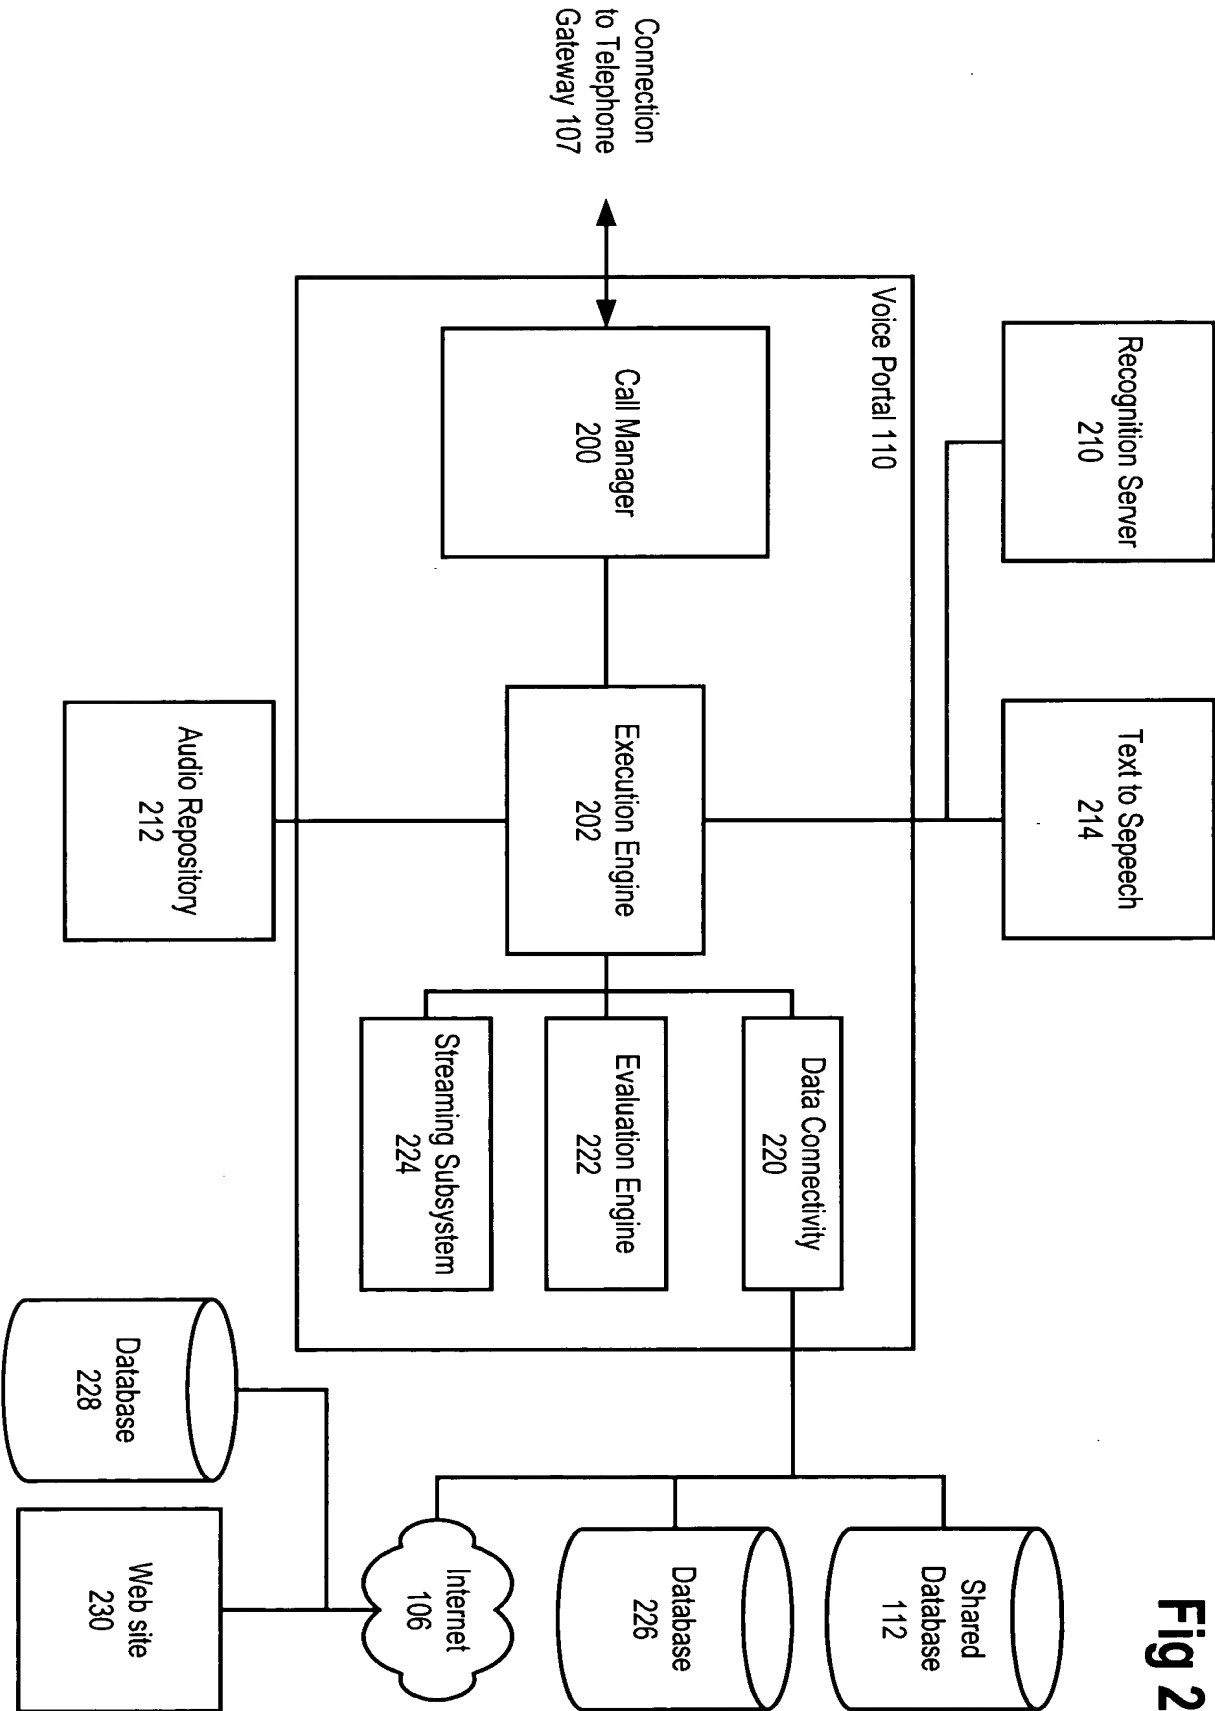 Fig 2
Recognition Server
210
Text to Sepeech
214
Voice Portal 110
Connection
to Telephone
Gateway 107
Call Manager
200
Execution Engine
202
Data Connectivity
220
Evaluation Engine
222
Streaming Subsystem
224
Shared
Database
112
Database
226
Internet
106
Audio Repository
212
Database
228
Web site
230